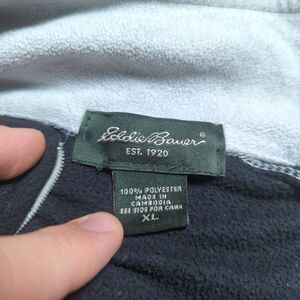 Eddie Bauer®
EST. 1920
100% POLYESTER
MADE IN
CAMBODIA
SEE SIDE FOR CARE
XL